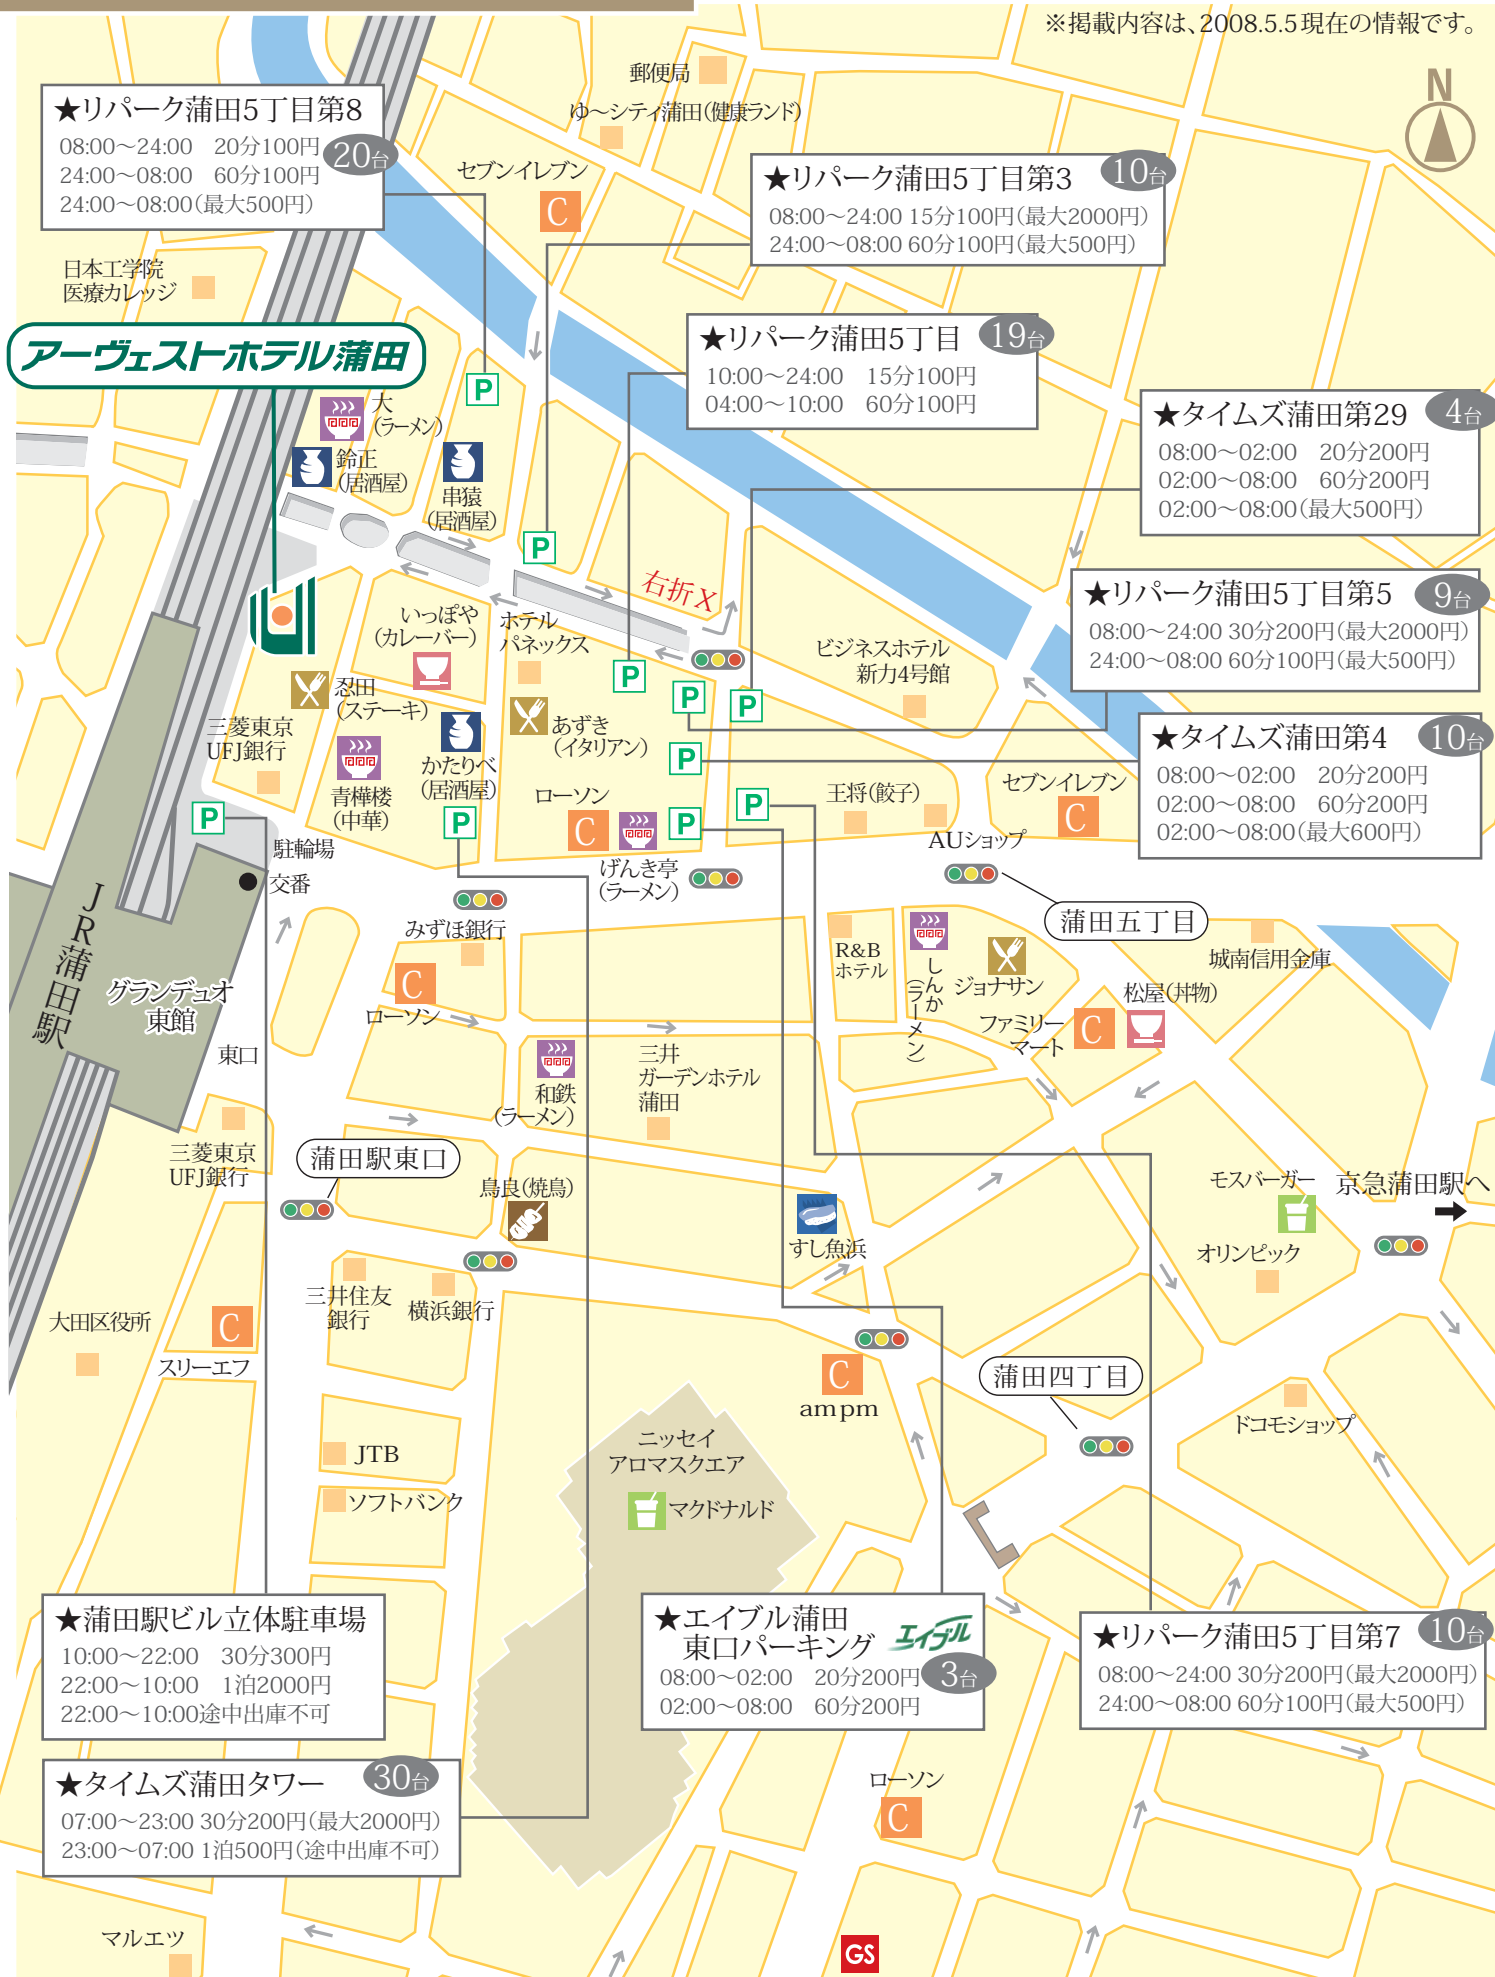 ※掲載内容は、2008.5.5現在の情報です。
N
郵便局
ゆ〜シティ蒲田(健康ランド)
★リパーク蒲田5丁目第8
08:00〜24:00 20分100円
24:00〜08:00 60分100円
24:00〜08:00(最大500円)
20台
セブンイレブン
C
★リパーク蒲田5丁目第3
10台
08:00〜24:00 15分100円(最大2000円)
24:00〜08:00 60分100円(最大500円)
日本工学院
医療カレッジ
アーヴェストホテル蒲田
★リパーク蒲田5丁目
19台
10:00〜24:00 15分100円
04:00〜10:00 60分100円
P
大
(ラーメン)
鈴正
(居酒屋)
串猿
(居酒屋)
★タイムズ蒲田第29
4台
08:00〜02:00 20分200円
02:00〜08:00 60分200円
02:00〜08:00(最大500円)
P
右折X
★リパーク蒲田5丁目第5
9台
08:00〜24:00 30分200円(最大2000円)
24:00〜08:00 60分100円(最大500円)
いっぽや
(カレーバー)
ホテル
パネックス
ビジネスホテル
新力4号館
P
P
P
忍田
(ステーキ)
あずき
(イタリアン)
三菱東京
UFJ銀行
かたりべ
(居酒屋)
青樺楼
(中華)
P
★タイムズ蒲田第4
10台
08:00〜02:00 20分200円
02:00〜08:00 60分200円
02:00〜08:00(最大600円)
ローソン
C
王将(餃子)
セブンイレブン
C
AUショップ
P
P
P
P
げんき亭
(ラーメン)
駐輪場
交番
JR蒲田駅
グランデュオ
東館
東口
みずほ銀行
C
ローソン
蒲田五丁目
R&B
ホテル
しんか
(ラーメン)
ジョナサン
城南信用金庫
ファミリー
マート
C
松屋(丼物)
和鉄
(ラーメン)
三井
ガーデンホテル
蒲田
三菱東京
UFJ銀行
蒲田駅東口
鳥良(焼鳥)
すし魚浜
モスバーガー
京急蒲田駅へ
オリンピック
三井住友
銀行
横浜銀行
大田区役所
C
スリーエフ
C
am pm
蒲田四丁目
ドコモショップ
JTB
ソフトバンク
ニッセイ
アロマスクエア
マクドナルド
★蒲田駅ビル立体駐車場
10:00〜22:00 30分300円
22:00〜10:00 1泊2000円
22:00〜10:00途中出庫不可
★エイブル蒲田
東口パーキング
エイブル
3台
08:00〜02:00 20分200円
02:00〜08:00 60分200円
★リパーク蒲田5丁目第7
10台
08:00〜24:00 30分200円(最大2000円)
24:00〜08:00 60分100円(最大500円)
★タイムズ蒲田タワー
30台
07:00〜23:00 30分200円(最大2000円)
23:00〜07:00 1泊500円(途中出庫不可)
ローソン
C
マルエツ
GS